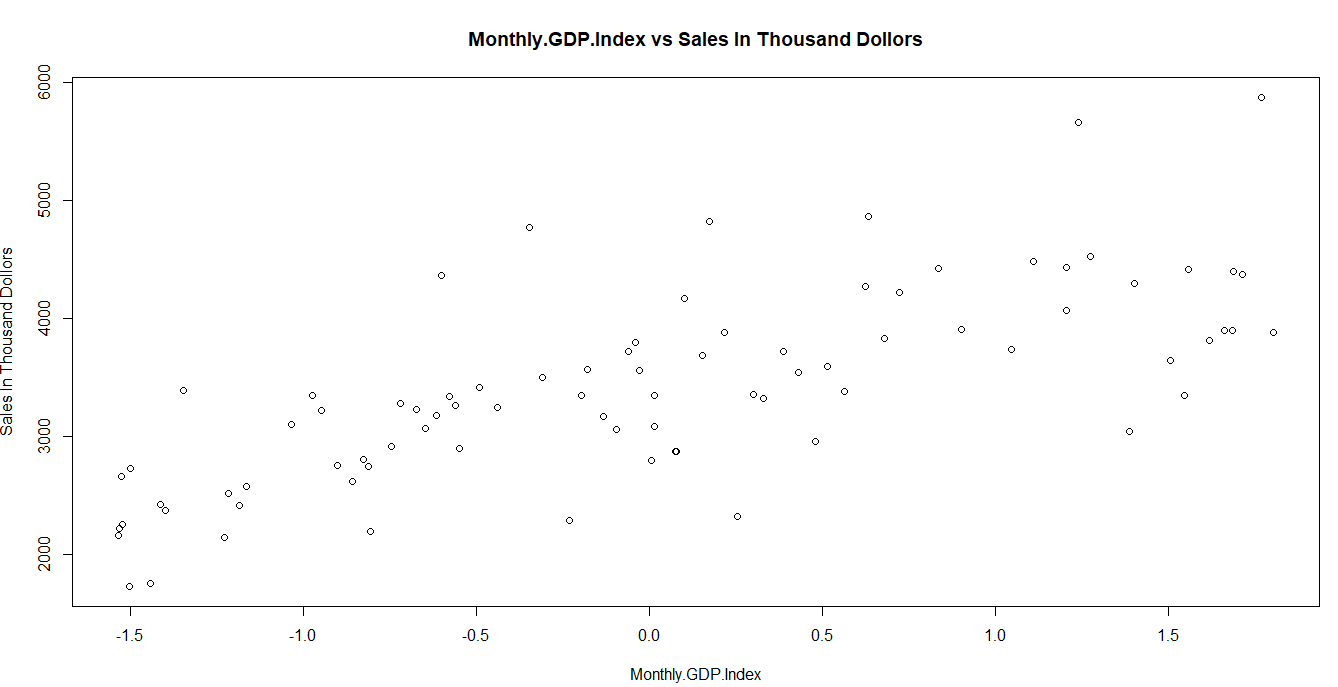 Monthly.GDP.Index vs Sales In Thousand Dollors
Sales In Thousand Dollors
6000
5000
4000
3000
2000
-1.5 -1.0 -0.5 0.0 0.5 1.0 1.5
Monthly.GDP.Index